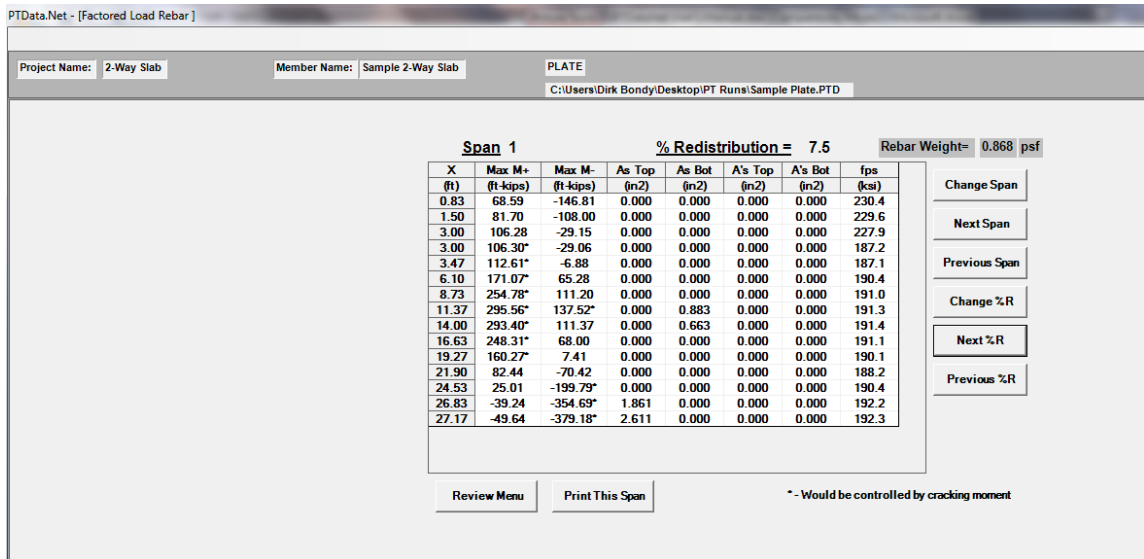 PTData.Net - [Factored Load Rebar ]
Project Name: 2-Way Slab Member Name: Sample 2-Way Slab PLATE
C:\Users\Dirk Bondy\Desktop\PT Runs\Sample Plate.PTD
Span 1 % Redistribution = 7.5 Rebar Weight= 0.868 psf
X Max M+ Max M- As Top As Bot A's Top A's Bot fps
(ft) (ft-kips) (ft-kips) (in2) (in2) (in2) (in2) (ksi)
0.83 68.59 -146.81 0.000 0.000 0.000 0.000 230.4
1.50 81.70 -108.00 0.000 0.000 0.000 0.000 229.6
3.00 106.28 -29.15 0.000 0.000 0.000 0.000 227.9
3.00 106.30* -29.06 0.000 0.000 0.000 0.000 187.2
3.47 112.61* -6.88 0.000 0.000 0.000 0.000 187.1
6.10 171.07* 65.28 0.000 0.000 0.000 0.000 190.4
8.73 254.78* 111.20 0.000 0.000 0.000 0.000 191.0
11.37 295.56* 137.52* 0.000 0.883 0.000 0.000 191.3
14.00 293.40* 111.37 0.000 0.663 0.000 0.000 191.4
16.63 248.31* 68.00 0.000 0.000 0.000 0.000 191.1
19.27 160.27* 7.41 0.000 0.000 0.000 0.000 190.1
21.90 82.44 -70.42 0.000 0.000 0.000 0.000 188.2
24.53 25.01 -199.79* 0.000 0.000 0.000 0.000 190.4
26.83 -39.24 -354.69* 1.861 0.000 0.000 0.000 192.2
27.17 -49.64 -379.18* 2.611 0.000 0.000 0.000 192.3
Change Span
Next Span
Previous Span
Change %R
Next %R
Previous %R
Review Menu Print This Span * - Would be controlled by cracking moment